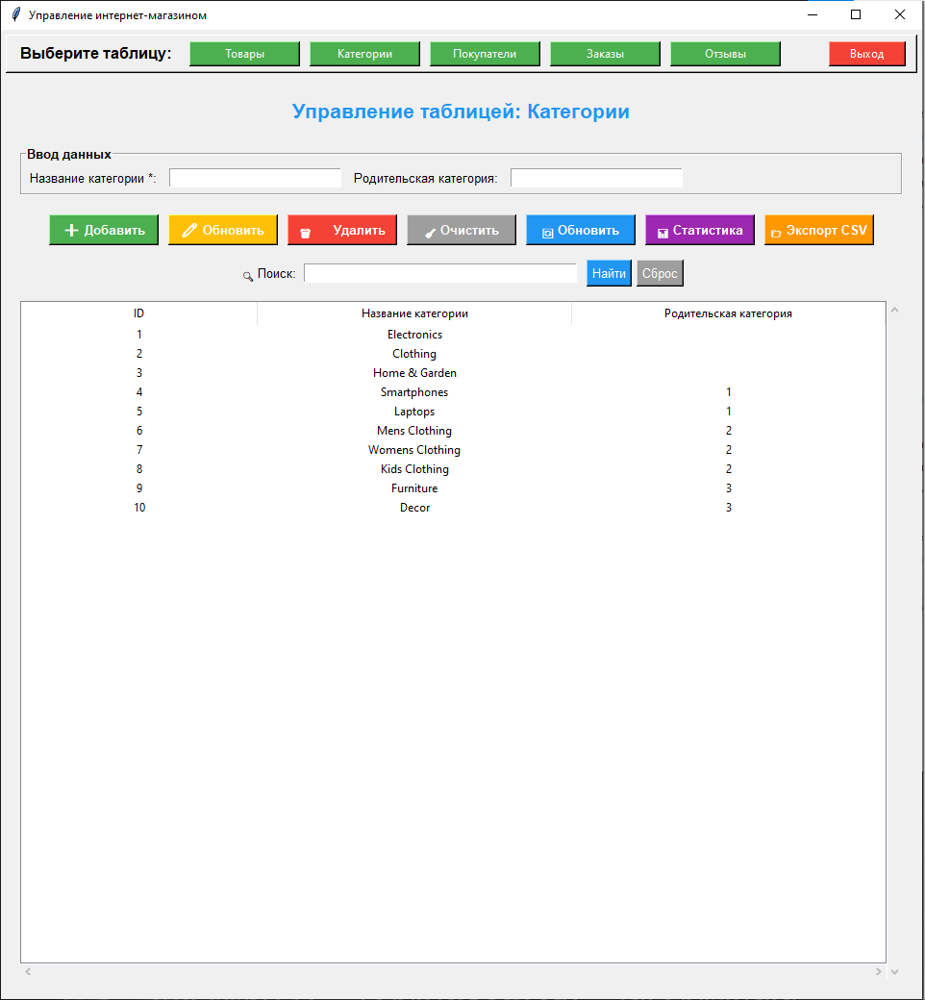 Управление интернет-магазином
Выберите таблицу: Товары Категории Покупатели Заказы Отзывы Выход
Управление таблицей: Категории
Ввод данных
Название категории *: Родительская категория:
Добавить Обновить Удалить Очистить Обновить Статистика Экспорт CSV
Поиск: Найти Сброс
ID Название категории Родительская категория
1 Electronics
2 Clothing
3 Home & Garden
4 Smartphones 1
5 Laptops 1
6 Mens Clothing 2
7 Womens Clothing 2
8 Kids Clothing 2
9 Furniture 3
10 Decor 3